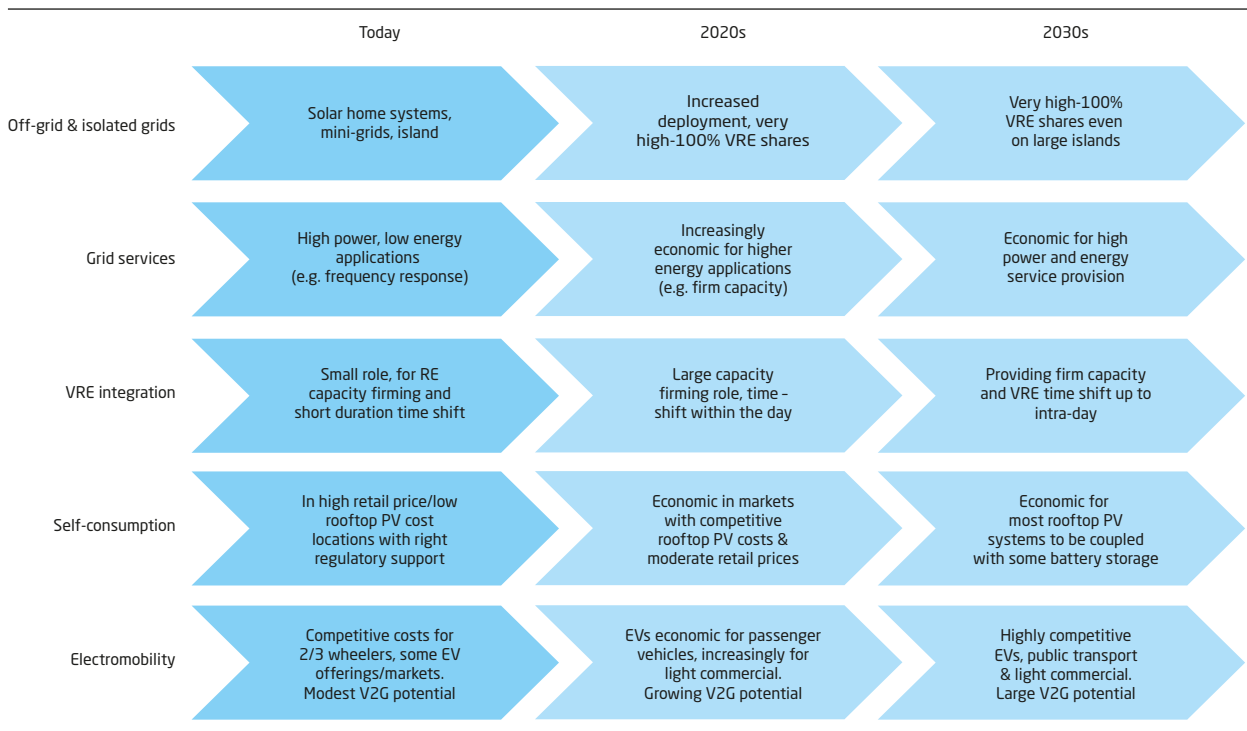 Today
2020s
2030s
Off-grid & isolated grids
Solar home systems,
mini-grids, island
Increased
deployment, very
high-100% VRE shares
Very high-100%
VRE shares even
on large islands
Grid services
High power, low energy
applications
(e.g. frequency response)
Increasingly
economic for higher
energy applications
(e.g. firm capacity)
Economic for high
power and energy
service provision
VRE integration
Small role, for RE
capacity firming and
short duration time shift
Large capacity
firming role, time –
shift within the day
Providing firm capacity
and VRE time shift up to
intra-day
Self-consumption
In high retail price/low
rooftop PV cost
locations with right
regulatory support
Economic in markets
with competitive
rooftop PV costs &
moderate retail prices
Economic for
most rooftop PV
systems to be coupled
with some battery storage
Electromobility
Competitive costs for
2/3 wheelers, some EV
offerings/markets.
Modest V2G potential
EVs economic for passenger
vehicles, increasingly for
light commercial.
Growing V2G potential
Highly competitive
EVs, public transport
& light commercial.
Large V2G potential